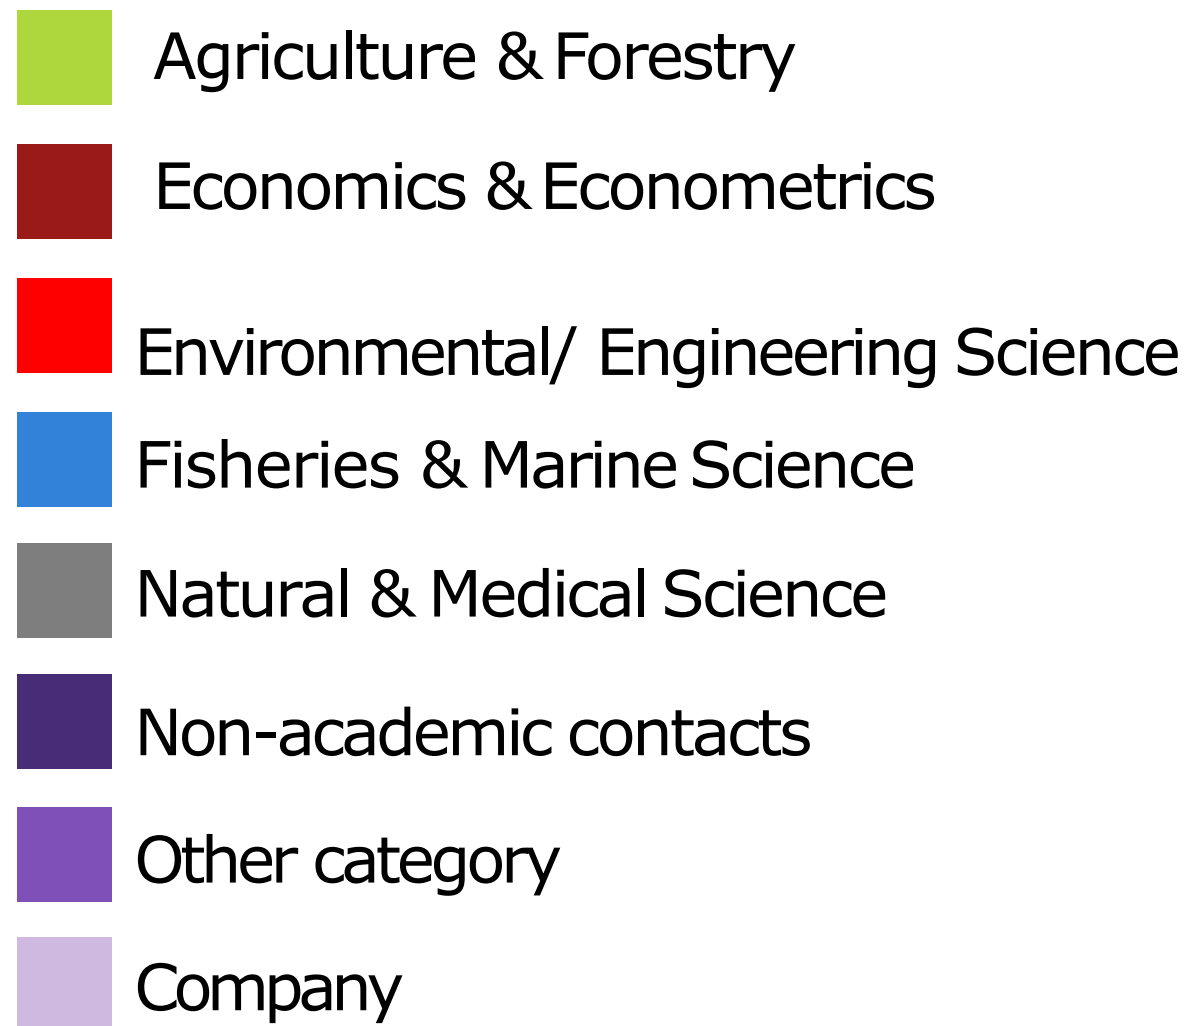 Agriculture & Forestry
Economics & Econometrics
Environmental/ Engineering Science
Fisheries & Marine Science
Natural & Medical Science
Non-academic contacts
Other category
Company